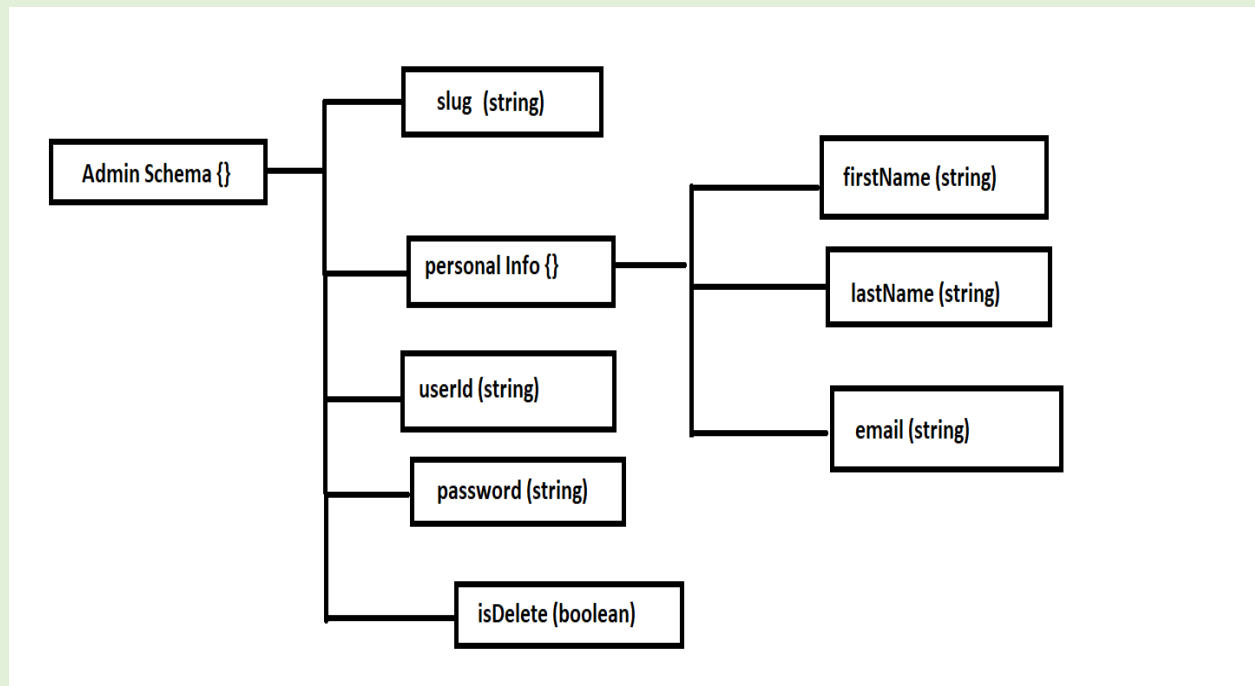 slug (string)
Admin Schema {}
firstName (string)
personal Info {}
lastName (string)
userId (string)
email (string)
password (string)
isDelete (boolean)